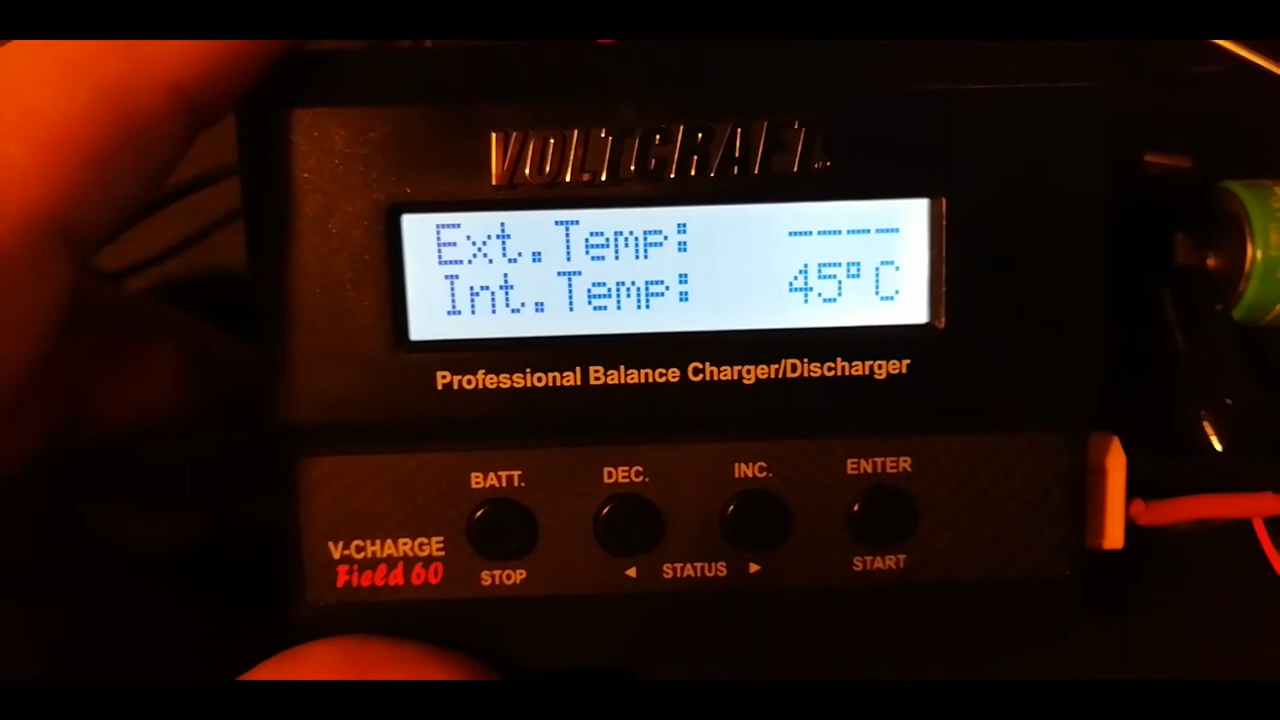 VOLTCRAFT.
Ext.Temp: ----
Int.Temp: 45°C
Professional Balance Charger/Discharger
BATT. DEC. INC. ENTER
V-CHARGE
Field 60
STOP ◄ STATUS ► START